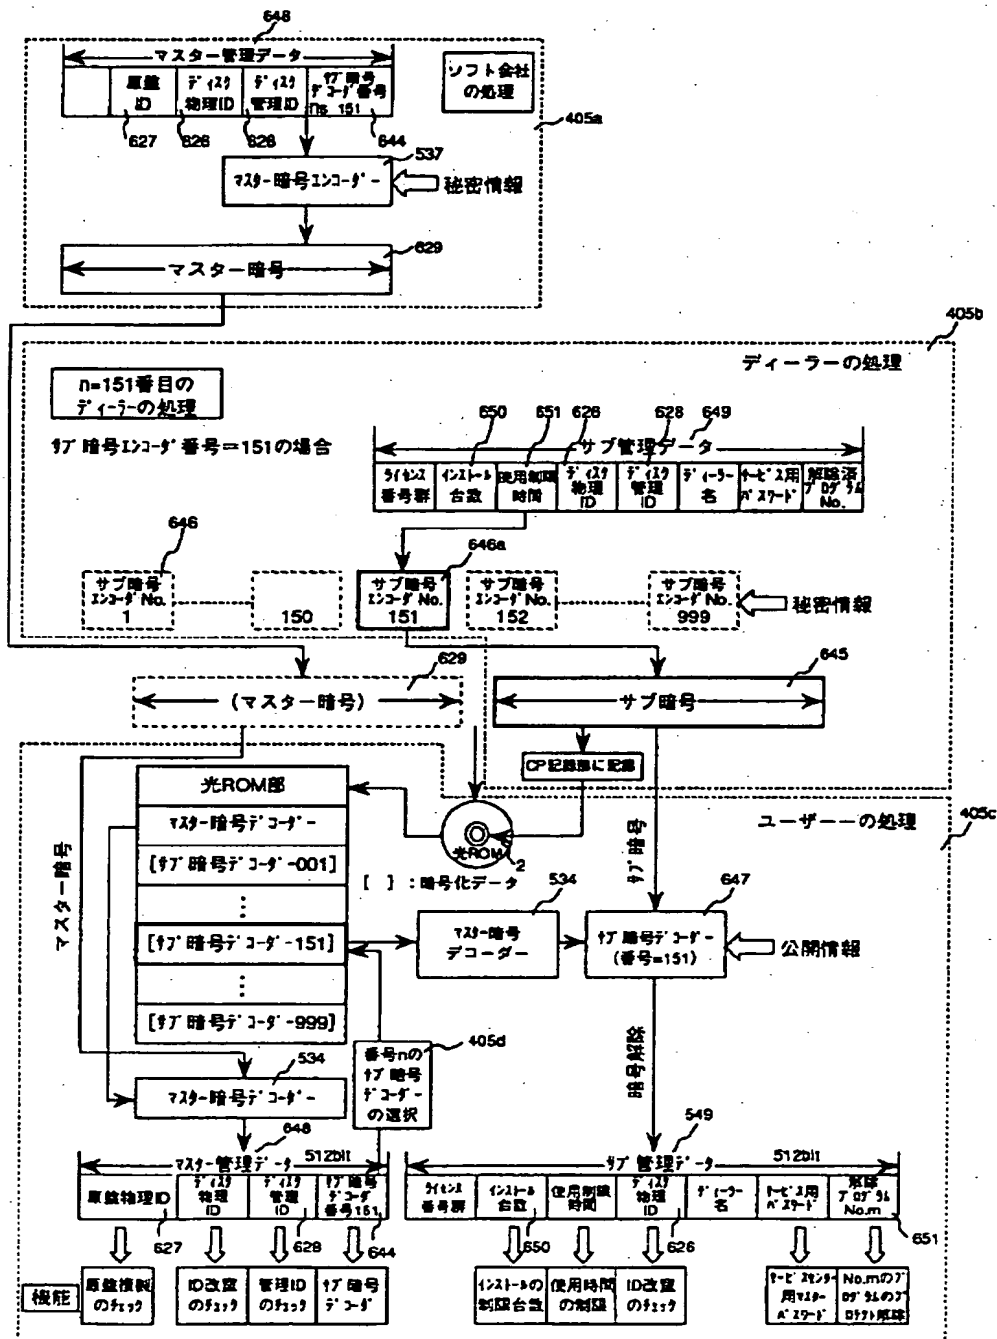 648
マスター管理データ
原盤
ID
ディスク
物理ID
ディスク
管理ID
サブ暗号
デコーダ番号
ns 151
ソフト会社
の処理
405a
627
626
628
644
537
マスター暗号エンコーダー
秘密情報
629
マスター暗号
405b
ディーラーの処理
n=151番目の
ディーラーの処理
サブ暗号エンコーダ番号=151の場合
650
651
626
628
649
サブ管理データ
ライセンス
番号群
インストール
台数
使用制限
時間
ディスク
物理
ID
ディスク
管理
ID
ディーラー
名
サービス用
パスワード
解除済
プログラム
No.
646
646a
サブ暗号
エンコーダNo.
1
150
サブ暗号
エンコーダNo.
151
サブ暗号
エンコーダNo.
152
サブ暗号
エンコーダNo.
999
秘密情報
629
(マスター暗号)
645
サブ暗号
CP記録部に記録
光ROM部
マスター暗号デコーダー
[サブ暗号デコーダー001]
⋮
[サブ暗号デコーダー151]
⋮
[サブ暗号デコーダー999]
マスター暗号
光ROM
2
[ ]:暗号化データ
ユーザーの処理
405c
サブ暗号
534
マスター暗号
デコーダー
647
サブ暗号デコーダー
(番号=151)
公開情報
暗号解除
405d
番号nの
サブ暗号
デコーダー
の選択
534
マスター暗号デコーダー
648
マスター管理データ
512bit
原盤物理ID
ディスク
物理
ID
ディスク
管理
ID
サブ暗号
デコーダ
番号151
627
628
644
549
サブ管理データ
512bit
ライセンス
番号群
インストール
台数
使用制限
時間
ディスク
物理
ID
ディーラー
名
サービス用
パスワード
解除
プログラム
No.m
650
626
651
機能
原盤複製
のチェック
ID改窜
のチェック
管理ID
のチェック
サブ暗号
デコーダ
インストールの
制限台数
使用時間
の制限
ID改窜
のチェック
サービスセンター
用マスター
パスワード
No.mのプ
ログラムのプ
ロテクト解除